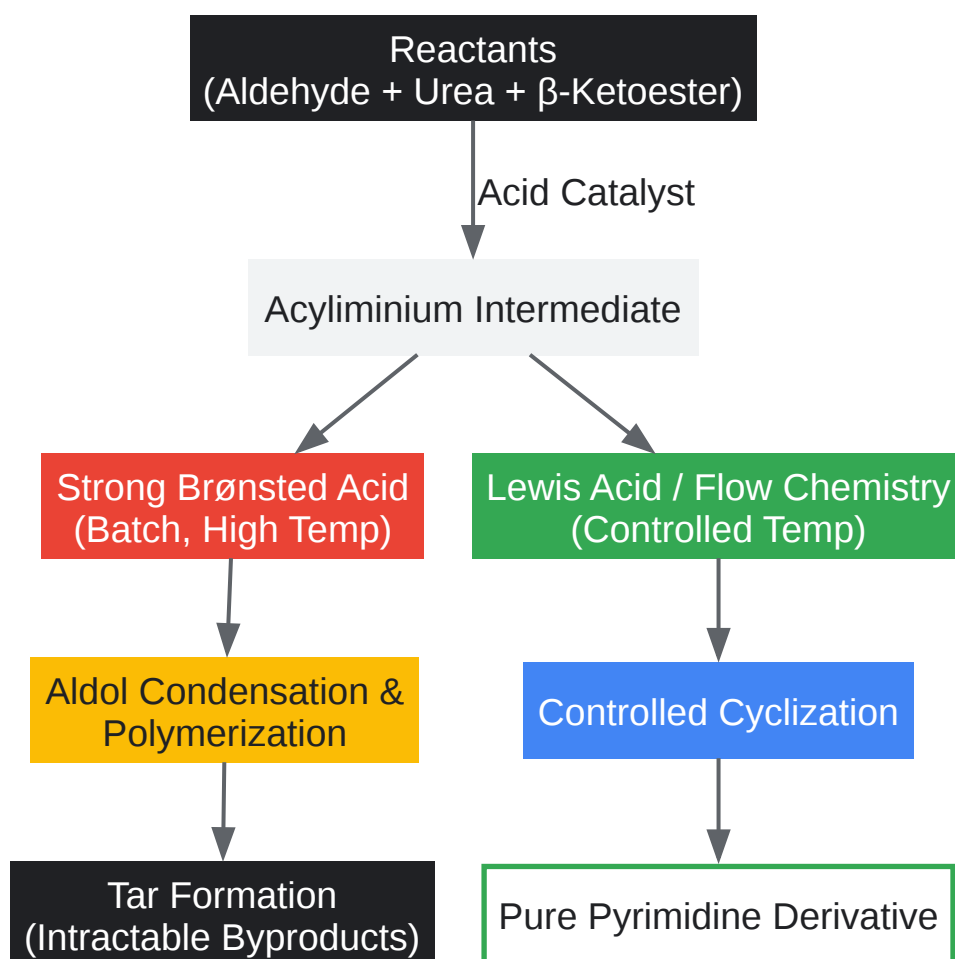 Reactants
(Aldehyde + Urea + β-Ketoester)
Acid Catalyst
Acyliminium Intermediate
Strong Brønsted Acid
(Batch, High Temp)
Lewis Acid / Flow Chemistry
(Controlled Temp)
Aldol Condensation &
Polymerization
Controlled Cyclization
Tar Formation
(Intractable Byproducts)
Pure Pyrimidine Derivative